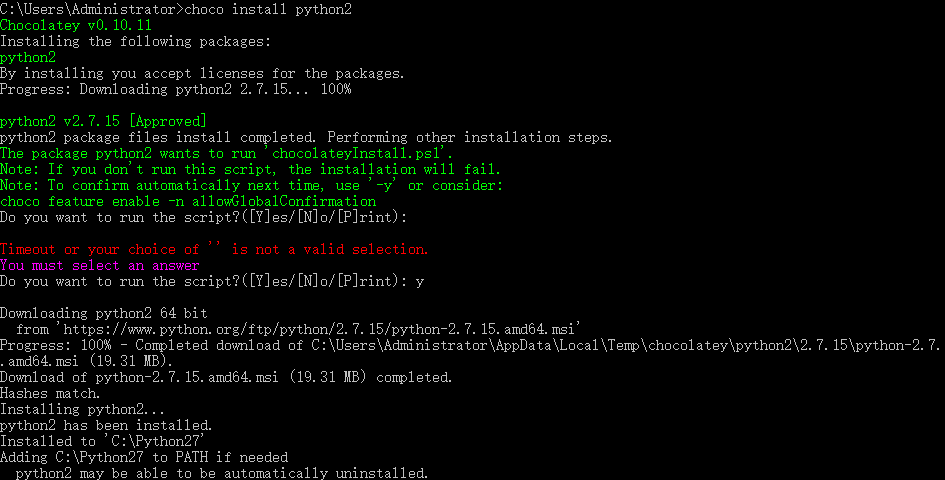 C:\Users\Administrator>choco install python2
Chocolatey v0.10.11
Installing the following packages:
python2
By installing you accept licenses for the packages.
Progress: Downloading python2 2.7.15... 100%
python2 v2.7.15 [Approved]
python2 package files install completed. Performing other installation steps.
The package python2 wants to run 'chocolateyInstall.ps1'.
Note: If you don't run this script, the installation will fail.
Note: To confirm automatically next time, use '-y' or consider:
choco feature enable -n allowGlobalConfirmation
Do you want to run the script?([Y]es/[N]o/[P]rint):
Timeout or your choice of '' is not a valid selection.
You must select an answer
Do you want to run the script?([Y]es/[N]o/[P]rint): y
Downloading python2 64 bit
  from 'https://www.python.org/ftp/python/2.7.15/python-2.7.15.amd64.msi'
Progress: 100% - Completed download of C:\Users\Administrator\AppData\Local\Temp\chocolatey\python2\2.7.15\python-2.7.
.amd64.msi (19.31 MB).
Download of python-2.7.15.amd64.msi (19.31 MB) completed.
Hashes match.
Installing python2...
python2 has been installed.
Installed to 'C:\Python27'
Adding C:\Python27 to PATH if needed
  python2 may be able to be automatically uninstalled.